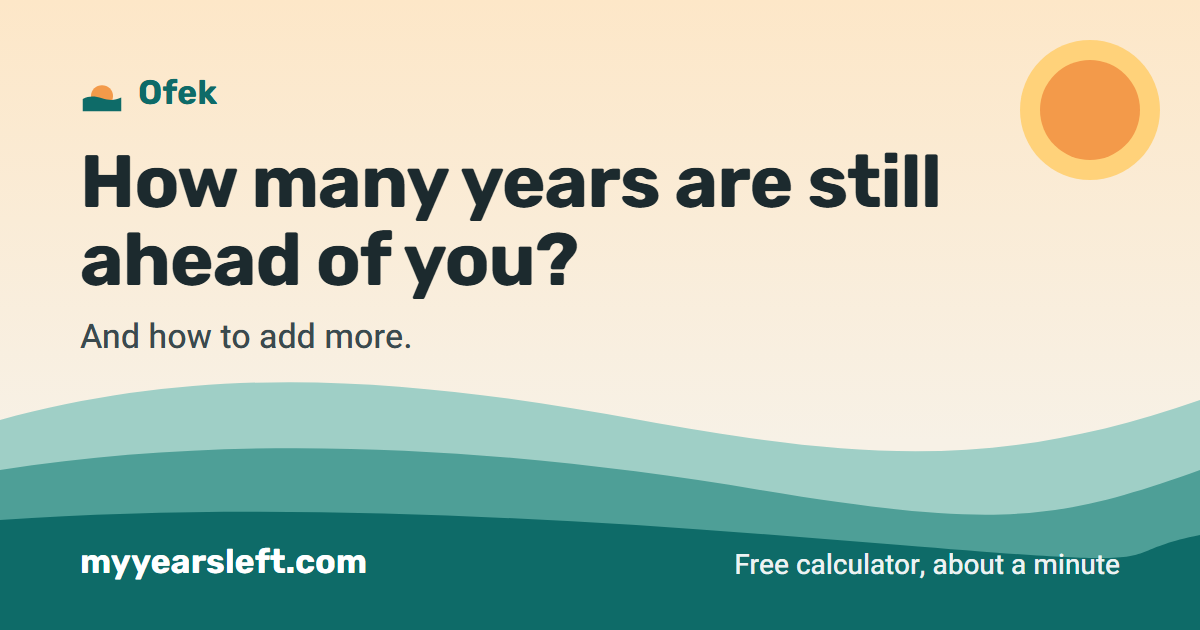 Ofek
How many years are still
ahead of you?
And how to add more.
myyearsleft.com
Free calculator, about a minute